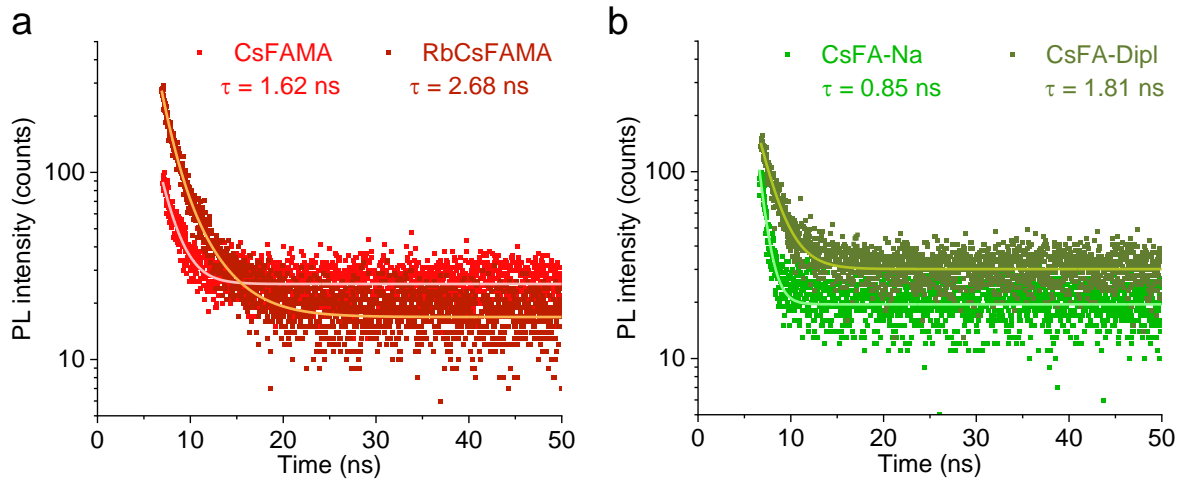 a
CsFAMA
RbCsFAMA
τ = 1.62 ns
τ = 2.68 ns
PL intensity (counts)
100
10
0
10
20
30
40
50
Time (ns)
b
CsFA-Na
CsFA-Dipl
τ = 0.85 ns
τ = 1.81 ns
PL intensity (counts)
100
10
0
10
20
30
40
50
Time (ns)